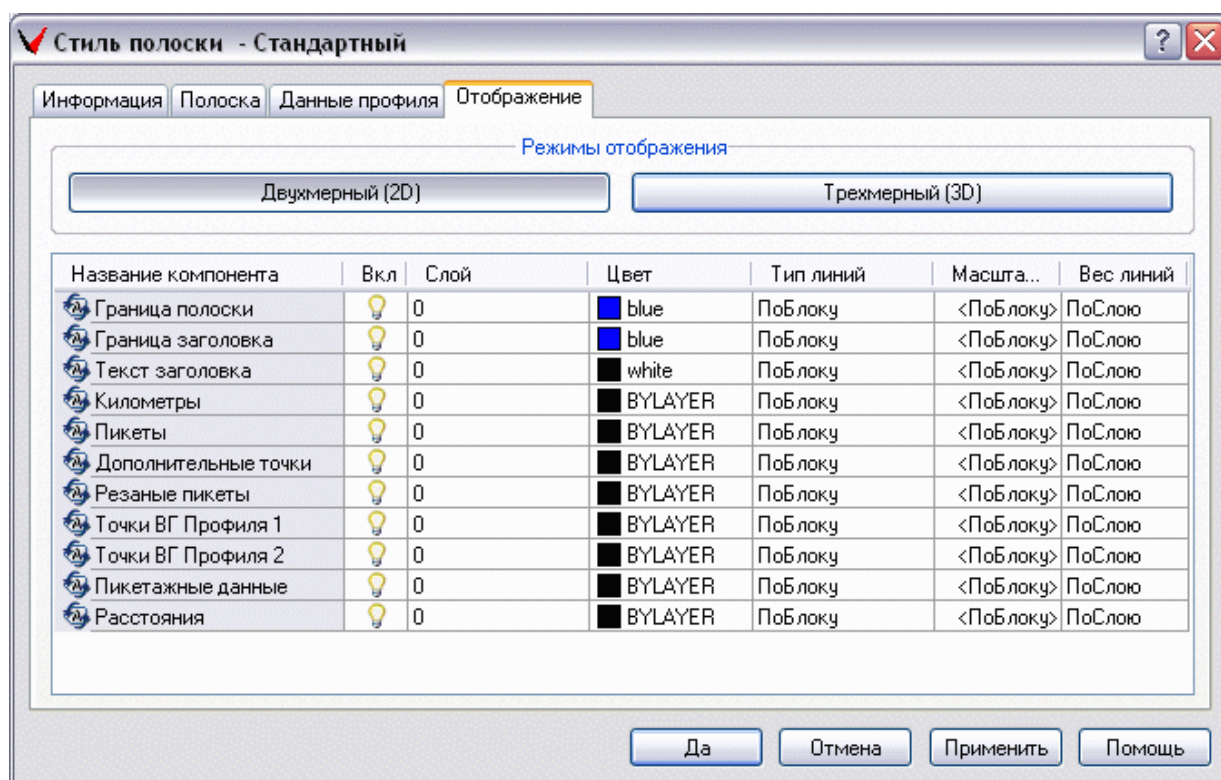 Стиль полоски - Стандартный
Информация Полоска Данные профиля Отображение
Режимы отображения
Двухмерный (2D) Трехмерный (3D)
Название компонента Вкл Слой Цвет Тип линий Масшта... Вес линий
Граница полоски 0 blue ПоБлоку <ПоБлоку> ПоСлою
Граница заголовка 0 blue ПоБлоку <ПоБлоку> ПоСлою
Текст заголовка 0 white ПоБлоку <ПоБлоку> ПоСлою
Километры 0 BYLAYER ПоБлоку <ПоБлоку> ПоСлою
Пикеты 0 BYLAYER ПоБлоку <ПоБлоку> ПоСлою
Дополнительные точки 0 BYLAYER ПоБлоку <ПоБлоку> ПоСлою
Резаные пикеты 0 BYLAYER ПоБлоку <ПоБлоку> ПоСлою
Точки ВГ Профиля 1 0 BYLAYER ПоБлоку <ПоБлоку> ПоСлою
Точки ВГ Профиля 2 0 BYLAYER ПоБлоку <ПоБлоку> ПоСлою
Пикетажные данные 0 BYLAYER ПоБлоку <ПоБлоку> ПоСлою
Расстояния 0 BYLAYER ПоБлоку <ПоБлоку> ПоСлою
Да Отмена Применить Помощь